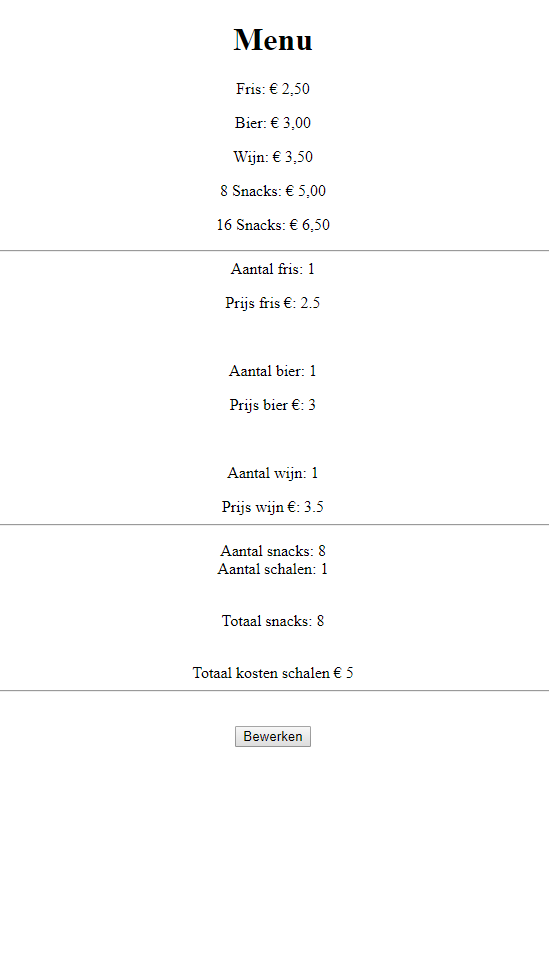 Menu
Fris: € 2,50
Bier: € 3,00
Wijn: € 3,50
8 Snacks: € 5,00
16 Snacks: € 6,50
Aantal fris: 1
Prijs fris €: 2.5
Aantal bier: 1
Prijs bier €: 3
Aantal wijn: 1
Prijs wijn €: 3.5
Aantal snacks: 8
Aantal schalen: 1
Totaal snacks: 8
Totaal kosten schalen € 5
Bewerken